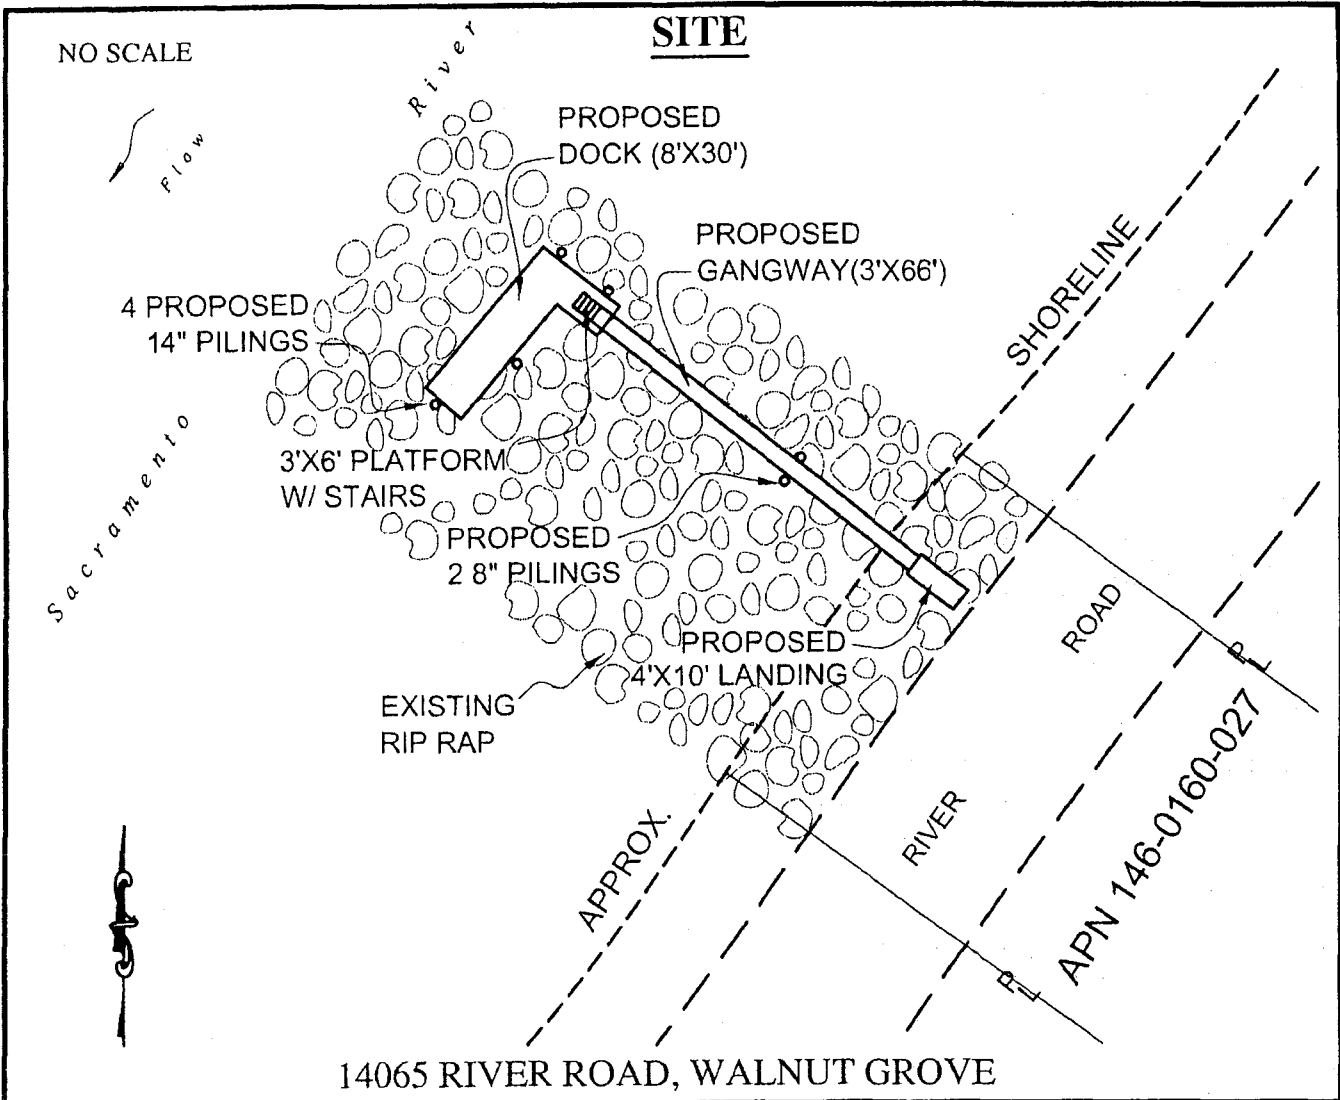 SITE
NO SCALE
River
Flow
PROPOSED
DOCK (8'X30')
PROPOSED
GANGWAY(3'X66')
4 PROPOSED
14" PILINGS
SHORELINE
Sacramento
3'X6' PLATFORM
W/ STAIRS
PROPOSED
2 8" PILINGS
PROPOSED
4'X10' LANDING
EXISTING
RIP RAP
ROAD
PL
RIVER
APPROX.
APN 146-0160-027
PL
14065 RIVER ROAD, WALNUT GROVE